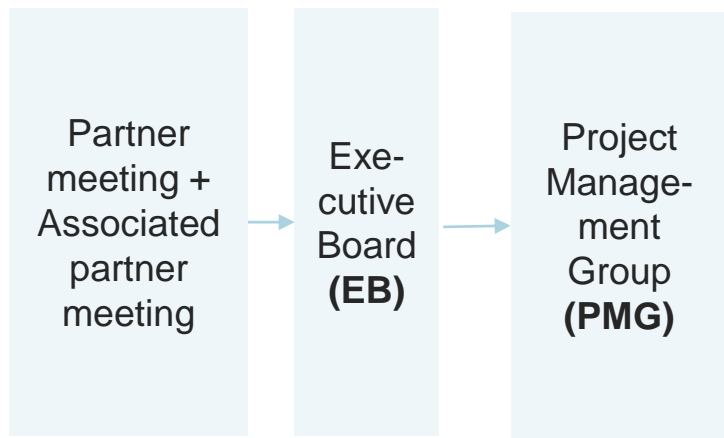 Partner
meeting +
Associated
partner
meeting
Exe-
cutive
Board
(EB)
Project
Manage-
ment
Group
(PMG)